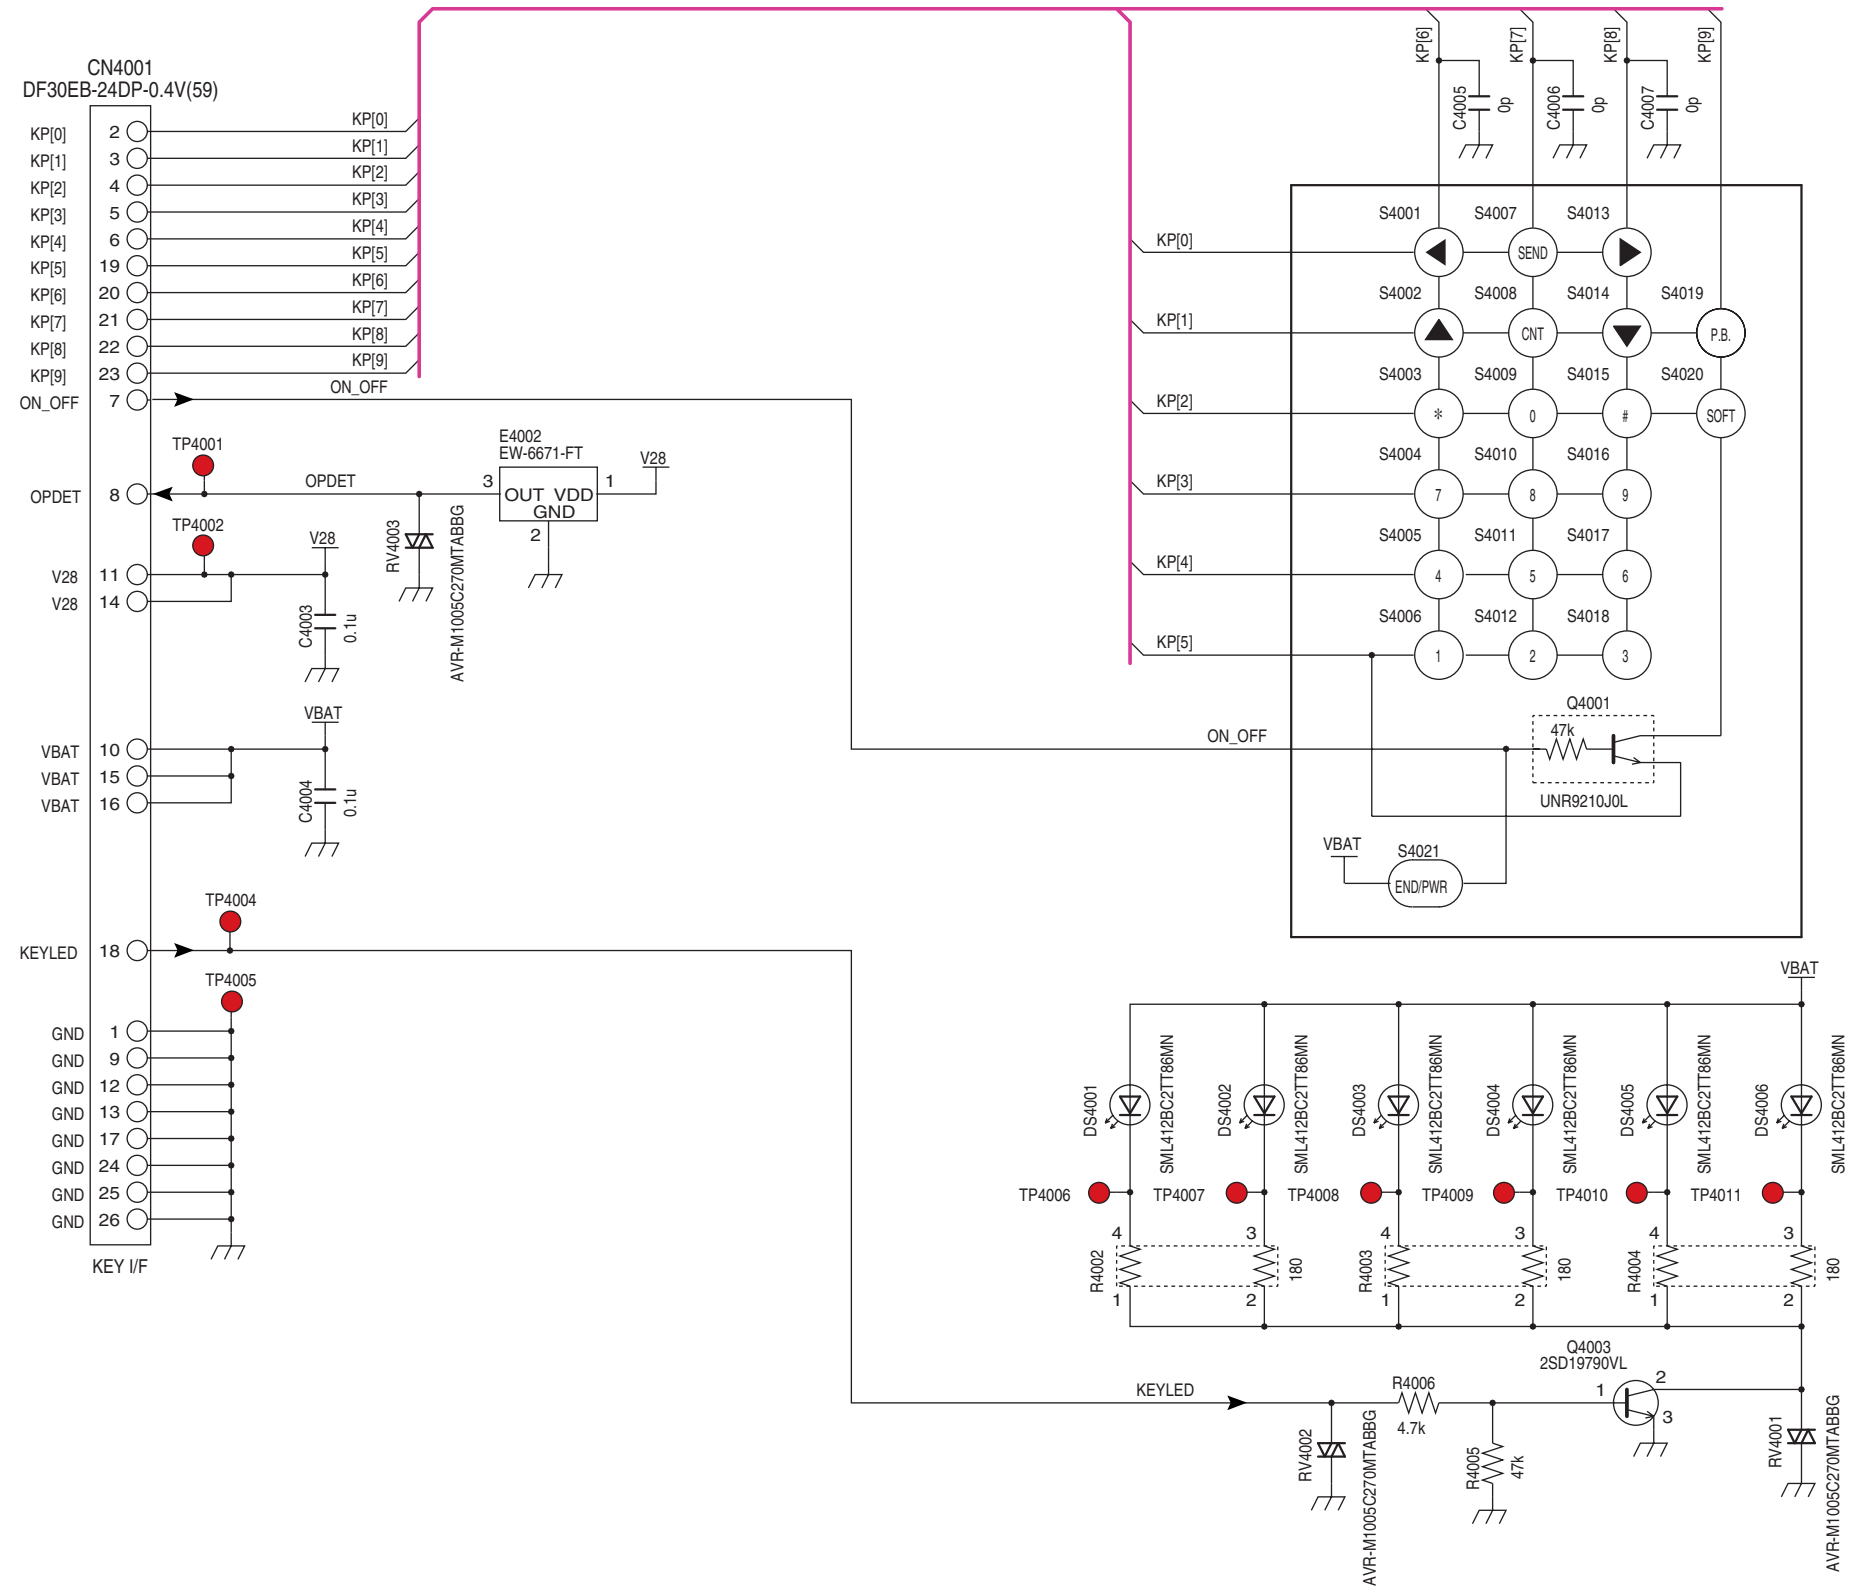 CN4001
DF30EB-24DP-0.4V(59)
KP[0] 2 KP[0]
KP[1] 3 KP[1]
KP[2] 4 KP[2]
KP[3] 5 KP[3]
KP[4] 6 KP[4]
KP[5] 19 KP[5]
KP[6] 20 KP[6]
KP[7] 21 KP[7]
KP[8] 22 KP[8]
KP[9] 23 KP[9]
ON_OFF 7 ON_OFF
TP4001
OPDET 8 OPDET
TP4002
V28 11
V28 14
V28
C4003
0.1u
RV4003
AVR-M1005C270MTABBG
E4002
EW-6671-FT
3 OUT VDD 1
GND
2
V28
VBAT
VBAT 10
VBAT 15
VBAT 16
C4004
0.1u
TP4004
KEYLED 18
TP4005
GND 1
GND 9
GND 12
GND 13
GND 17
GND 24
GND 25
GND 26
KEY I/F
KP[6]
KP[7]
KP[8]
KP[9]
C4005
0p
C4006
0p
C4007
0p
S4001 S4007 S4013
KP[0] SEND
S4002 S4008 S4014 S4019
KP[1] CNT P.B.
S4003 S4009 S4015 S4020
KP[2] * 0 # SOFT
S4004 S4010 S4016
KP[3] 7 8 9
S4005 S4011 S4017
KP[4] 4 5 6
S4006 S4012 S4018
KP[5] 1 2 3
Q4001
47k
ON_OFF
UNR9210J0L
VBAT
S4021
END/PWR
VBAT
DS4001
SML412BC2TT86MN
DS4002
SML412BC2TT86MN
DS4003
SML412BC2TT86MN
DS4004
SML412BC2TT86MN
DS4005
SML412BC2TT86MN
DS4006
SML412BC2TT86MN
TP4006 TP4007 TP4008 TP4009 TP4010 TP4011
4 3 4 3 4 3
R4002
180
R4003
180
R4004
180
1 2 1 2 1 2
Q4003
2SD19790VL
KEYLED
R4006
4.7k
1 2
3
RV4002
AVR-M1005C270MTABBG
R4005
47k
RV4001
AVR-M1005C270MTABBG